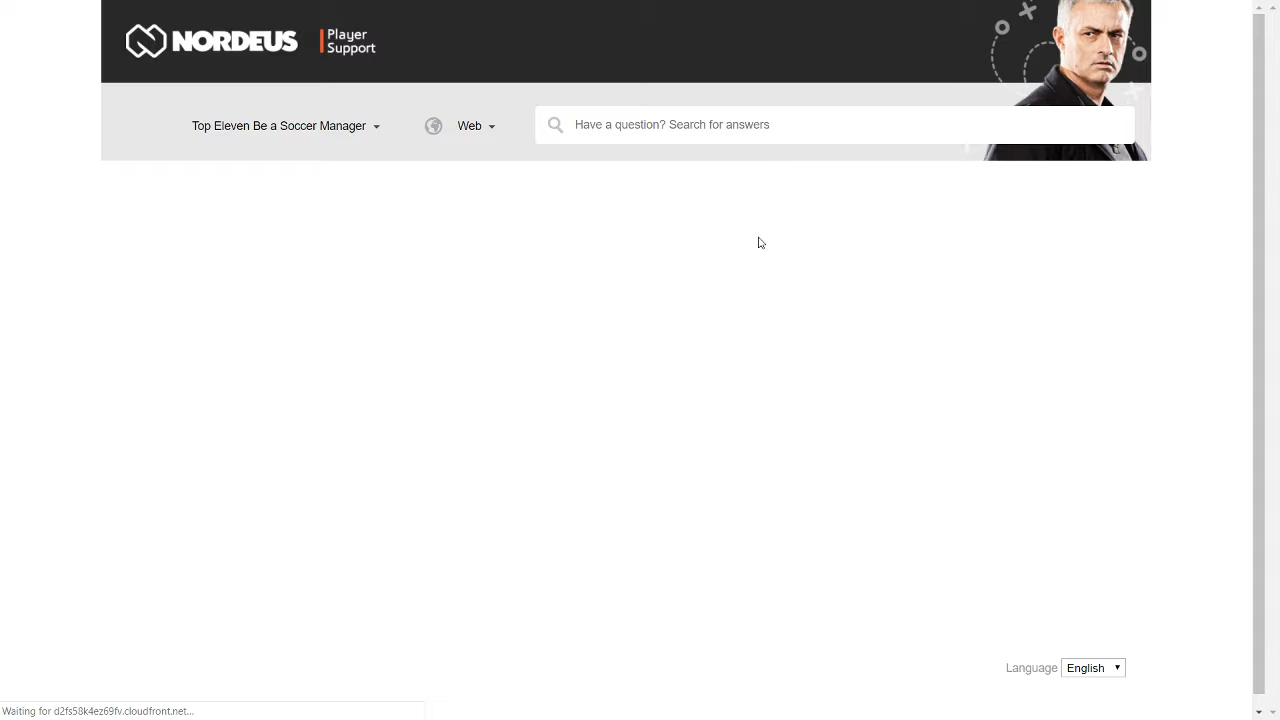 NORDEUS
Player
Support
Top Eleven Be a Soccer Manager
Web
Have a question? Search for answers
Language
English
Waiting for d2fs58k4ez69fv.cloudfront.net...